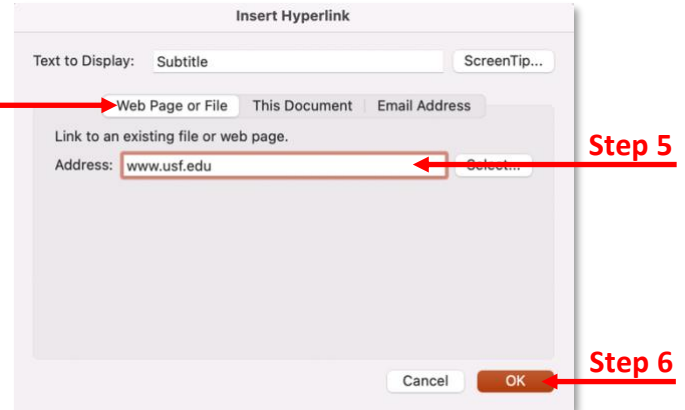 Insert Hyperlink
Text to Display: Subtitle ScreenTip...
Web Page or File This Document Email Address
Link to an existing file or web page.
Step 5
Address: www.usf.edu Select...
Step 6
Cancel OK